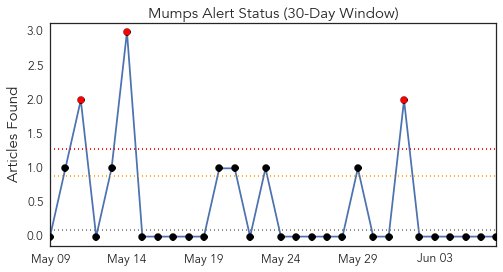 Mumps Alert Status (30-Day Window)
Articles Found
3.0
2.5
2.0
1.5
1.0
0.5
0.0
May 09 May 14 May 19 May 24 May 29 Jun 03